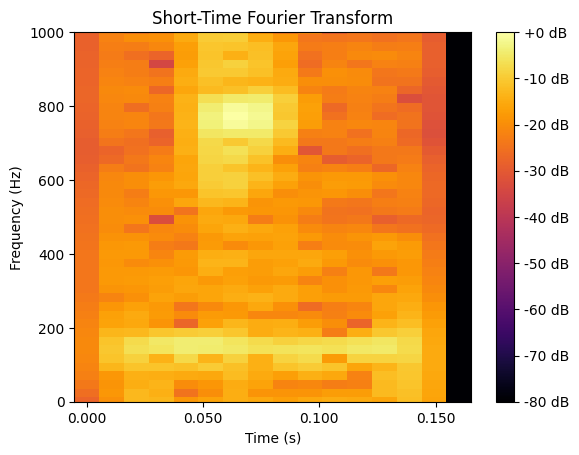 Short-Time Fourier Transform
1000
800
600
400
200
0
Frequency (Hz)
0.000
0.050
0.100
0.150
Time (s)
+0 dB
-10 dB
-20 dB
-30 dB
-40 dB
-50 dB
-60 dB
-70 dB
-80 dB